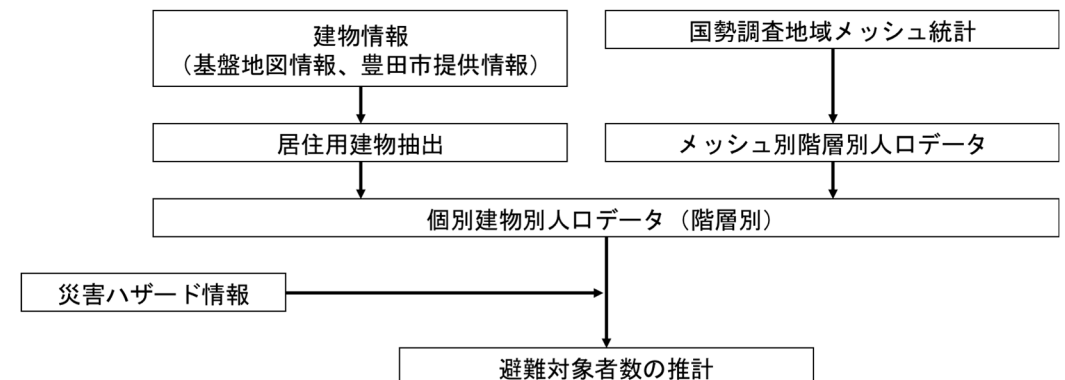 建物情報
（基盤地図情報、豊田市提供情報）
国勢調査地域メッシュ統計
居住用建物抽出
メッシュ別階層別人口データ
個別建物別人口データ（階層別）
災害ハザード情報
避難対象者数の推計